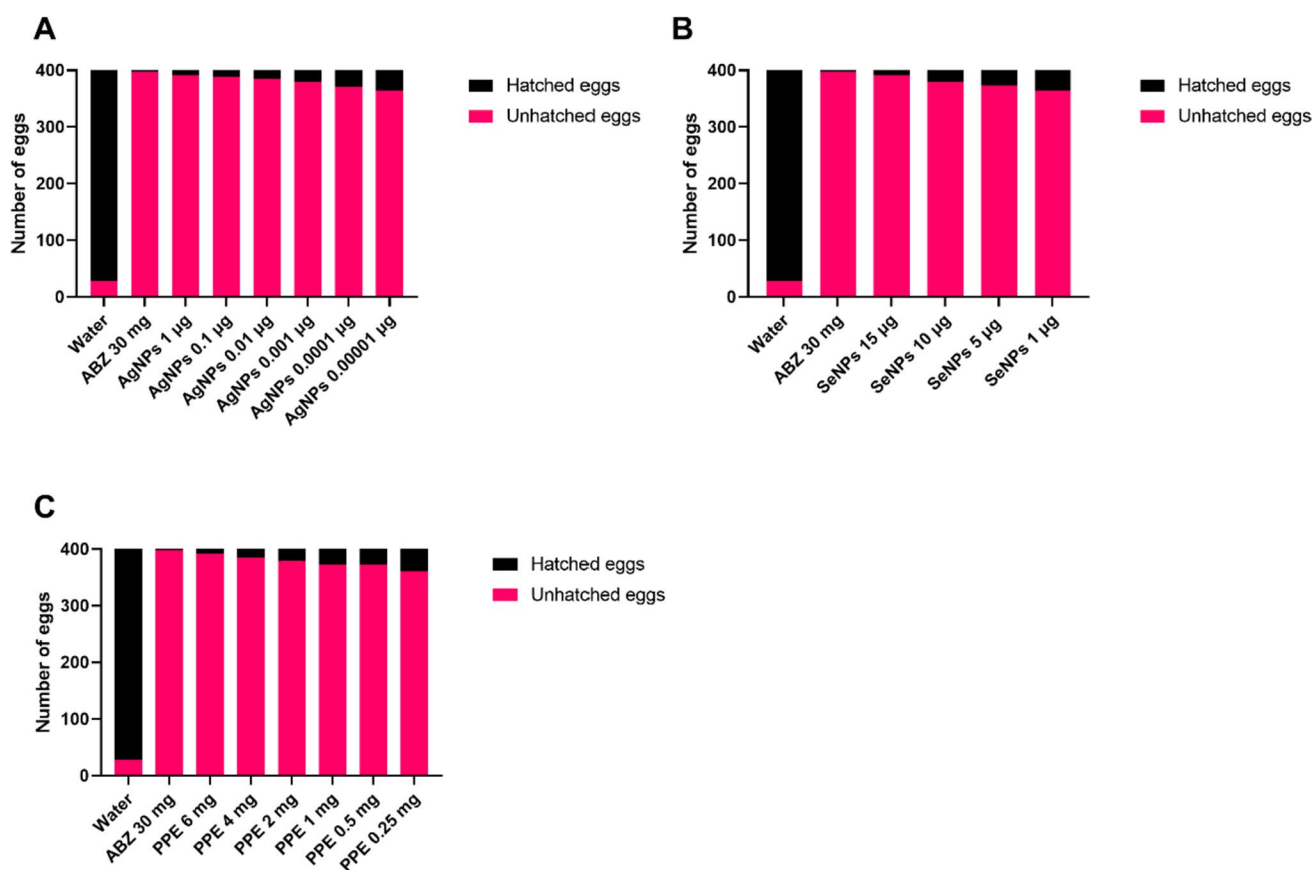 A
Number of eggs
400
300
200
100
0
Water
ABZ 30 mg
AgNPs 1 µg
AgNPs 0.1 µg
AgNPs 0.01 µg
AgNPs 0.001 µg
AgNPs 0.0001 µg
AgNPs 0.00001 µg
Hatched eggs
Unhatched eggs
B
Number of eggs
400
300
200
100
0
Water
ABZ 30 mg
SeNPs 15 µg
SeNPs 10 µg
SeNPs 5 µg
SeNPs 1 µg
Hatched eggs
Unhatched eggs
C
Number of eggs
400
300
200
100
0
Water
ABZ 30 mg
PPE 6 mg
PPE 4 mg
PPE 2 mg
PPE 1 mg
PPE 0.5 mg
PPE 0.25 mg
Hatched eggs
Unhatched eggs